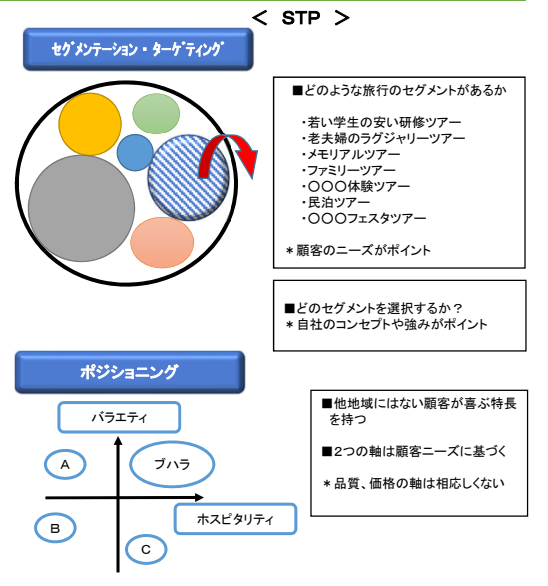 ＜ STP ＞
セグメンテーション・ターゲティング
■どのような旅行のセグメントがあるか
・若い学生の安い研修ツアー
・老夫婦のラグジャリーツアー
・メモリアルツアー
・ファミリーツアー
・〇〇〇体験ツアー
・民泊ツアー
・〇〇〇フェスタツアー
＊顧客のニーズがポイント
■どのセグメントを選択するか？
＊自社のコンセプトや強みがポイント
ポジショニング
バラエティ
A
ブハラ
ホスピタリティ
B
C
■他地域にはない顧客が喜ぶ特長
を持つ
■２つの軸は顧客ニーズに基づく
＊品質、価格の軸は相応しくない